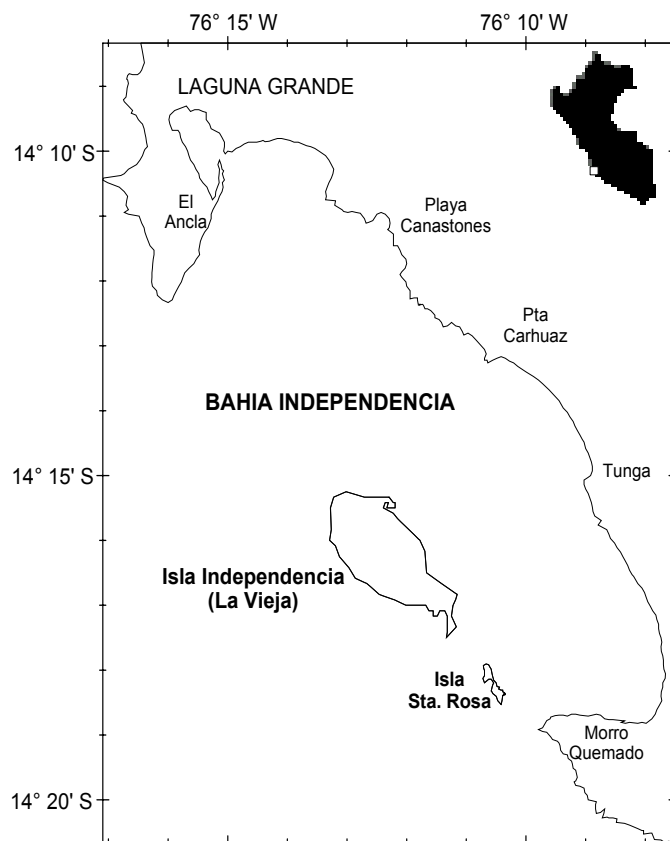 76° 15' W
76° 10' W
LAGUNA GRANDE
14° 10' S
El
Ancla
Playa
Canastones
Pta
Carhuaz
BAHIA INDEPENDENCIA
14° 15' S
Tunga
Isla Independencia
(La Vieja)
Isla
Sta. Rosa
Morro
Quemado
14° 20' S